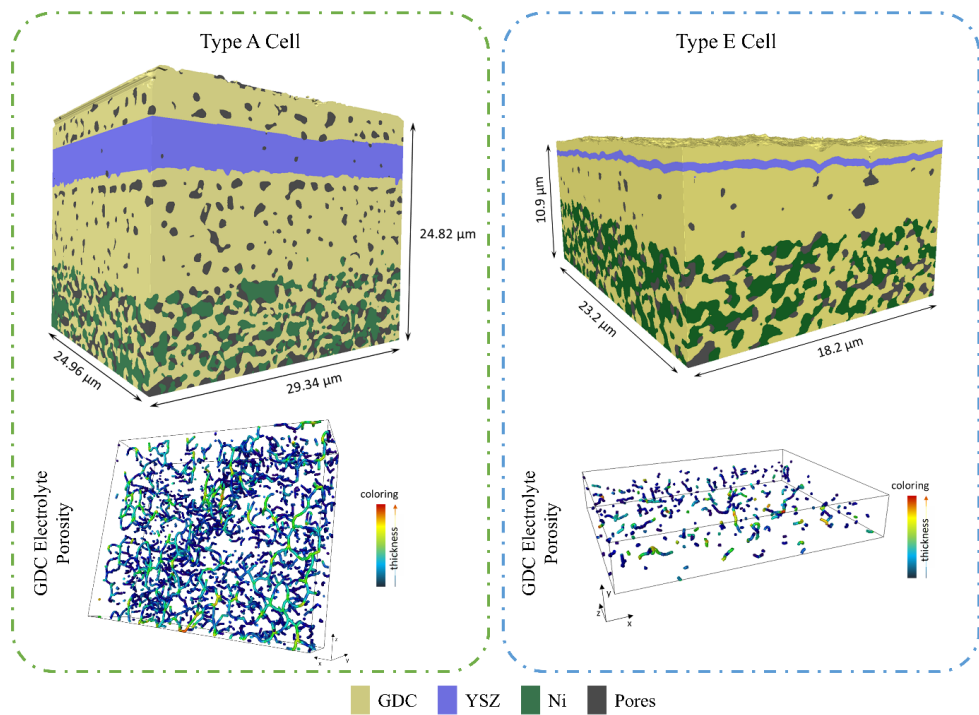 Type A Cell
Type E Cell
24.82 μm
24.96 μm
29.34 μm
10.9 μm
23.2 μm
18.2 μm
GDC Electrolyte
Porosity
coloring
thickness
z
x
y
GDC Electrolyte
Porosity
coloring
thickness
y
z
x
GDC
YSZ
Ni
Pores